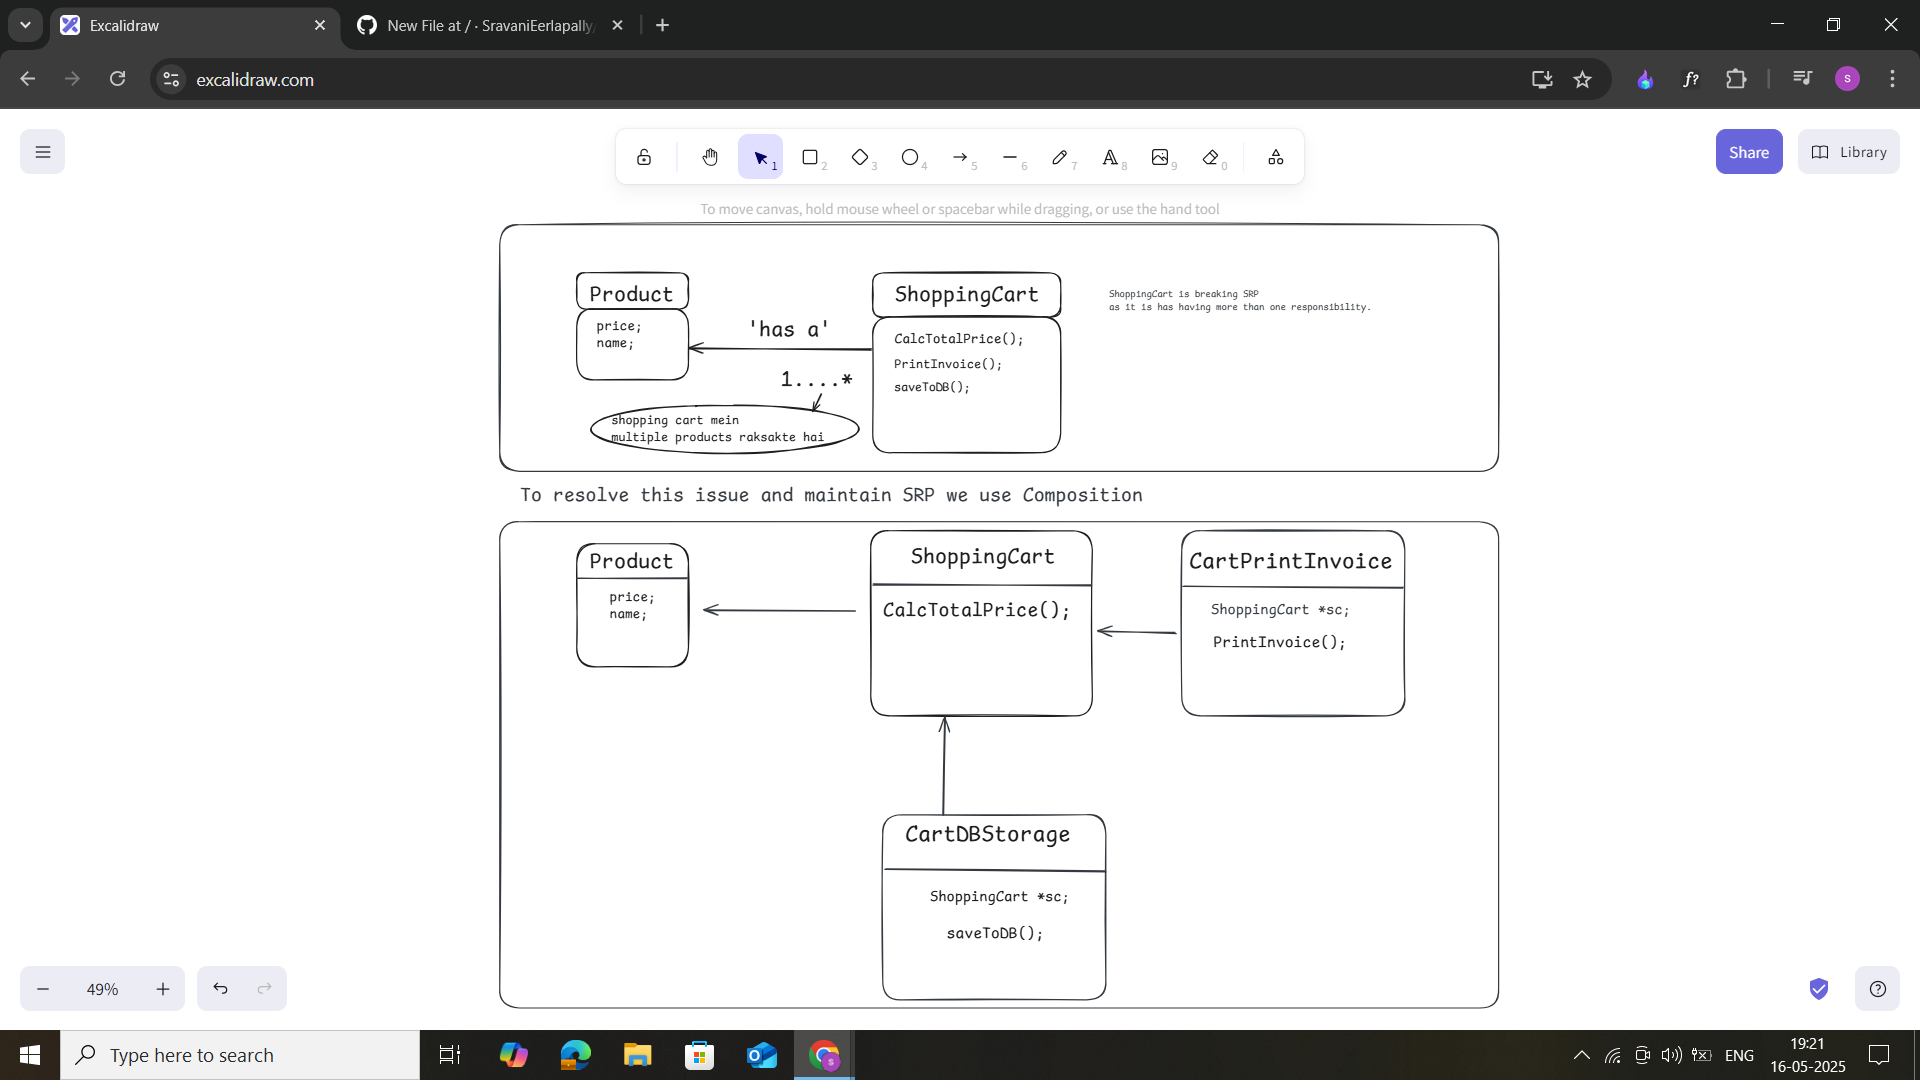 Excalidraw
New File at / · SravaniEerlapally
excalidraw.com
1
2
3
4
5
6
7
8
9
0
Share
Library
To move canvas, hold mouse wheel or spacebar while dragging, or use the hand tool
Product
price;
name;
'has a'
1....*
shopping cart mein
multiple products raksakte hai
ShoppingCart
CalcTotalPrice();
PrintInvoice();
saveToDB();
ShoppingCart is breaking SRP
as it is has having more than one responsibility.
To resolve this issue and maintain SRP we use Composition
Product
price;
name;
ShoppingCart
CalcTotalPrice();
CartPrintInvoice
ShoppingCart *sc;
PrintInvoice();
CartDBStorage
ShoppingCart *sc;
saveToDB();
49%
Type here to search
ENG
19:21
16-05-2025